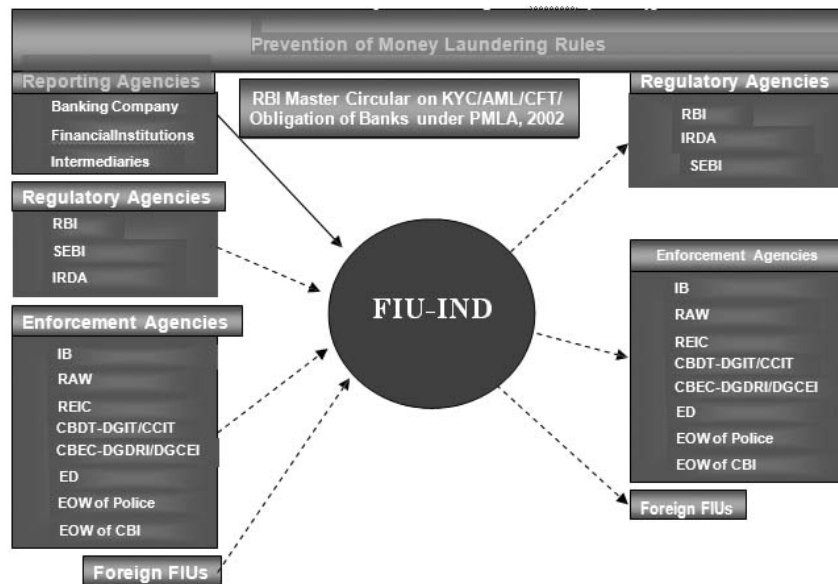 Prevention of Money Laundering Rules
Reporting Agencies
Banking Company
FinancialInstitutions
Intermediaries
RBI Master Circular on KYC/AML/CFT/
Obligation of Banks under PMLA, 2002
Regulatory Agencies
RBI
IRDA
SEBI
Regulatory Agencies
RBI
SEBI
IRDA
FIU-IND
Enforcement Agencies
IB
RAW
REIC
CBDT-DGIT/CCIT
CBEC-DGDRI/DGCEI
ED
EOW of Police
EOW of CBI
Foreign FIUs
Enforcement Agencies
IB
RAW
REIC
CBDT-DGIT/CCIT
CBEC-DGDRI/DGCEI
ED
EOW of Police
EOW of CBI
Foreign FIUs